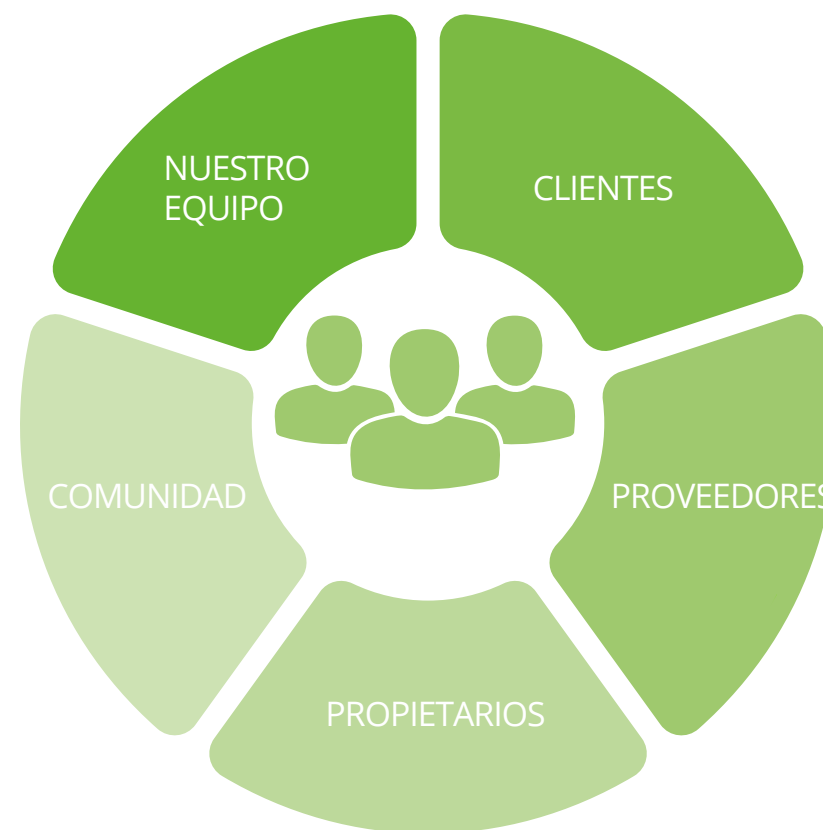 NUESTRO
EQUIPO
CLIENTES
COMUNIDAD
PROVEEDORES
PROPIETARIOS